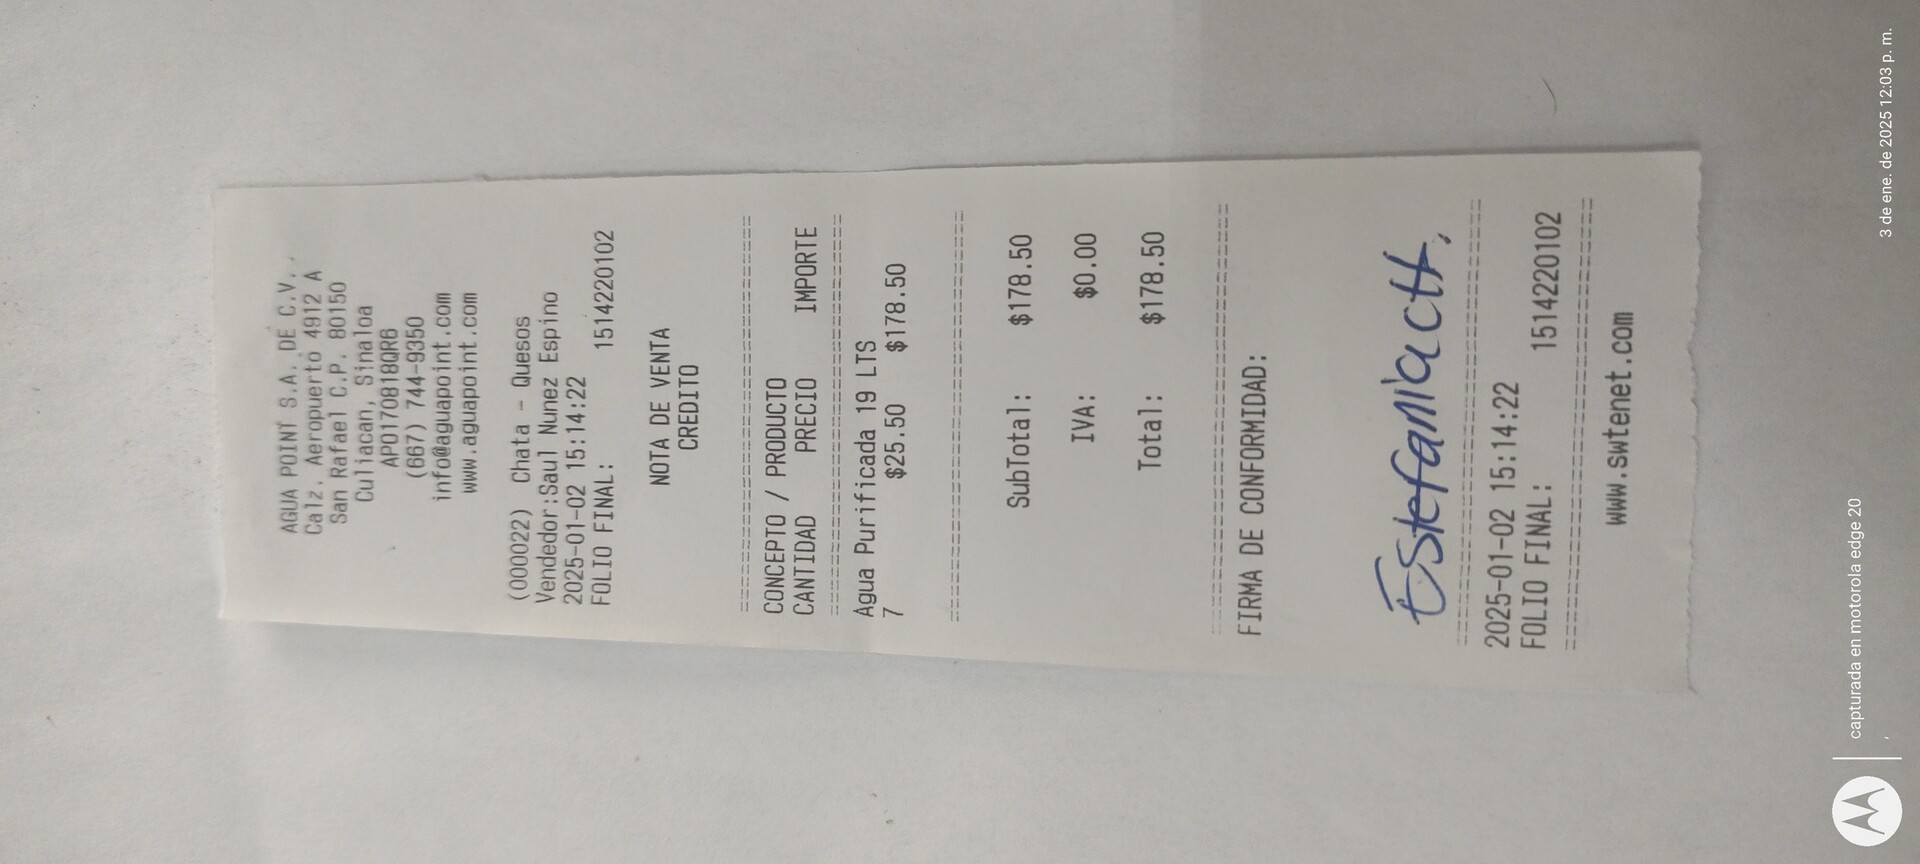 AGUA POINT S.A. DE C.V..
Calz. Aeropuerto 4912 A
San Rafael C.P. 80150
Culiacan, Sinaloa
APO170818QR6
(667) 744-9350
info@aguapoint.com
www.aguapoint.com
(000022) Chata - Quesos
Vendedor:Saul Nunez Espino
2025-01-02 15:14:22
FOLIO FINAL: 1514220102
NOTA DE VENTA
CREDITO
CONCEPTO / PRODUCTO
CANTIDAD PRECIO IMPORTE
Agua Purificada 19 LTS
7 $25.50 $178.50
SubTotal: $178.50
IVA: $0.00
Total: $178.50
FIRMA DE CONFORMIDAD:
Estefania CH.
2025-01-02 15:14:22
FOLIO FINAL: 1514220102
www.swtenet.com
capturada en motorola edge 20
3 de ene. de 2025 12:03 p. m.